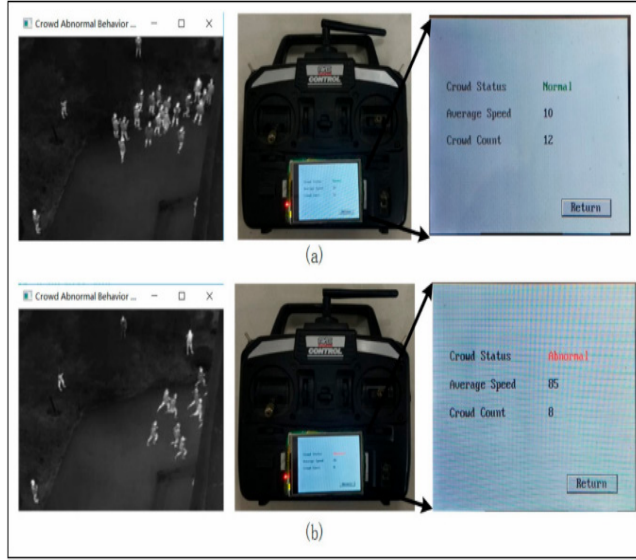 Crowd Abnormal Behavior ...
CONTROL
Crowd Status Normal
Average Speed 10
Crowd Count 12
Return
(a)
Crowd Abnormal Behavior ...
CONTROL
Crowd Status Abnormal
Average Speed 85
Crowd Count 8
Return
(b)